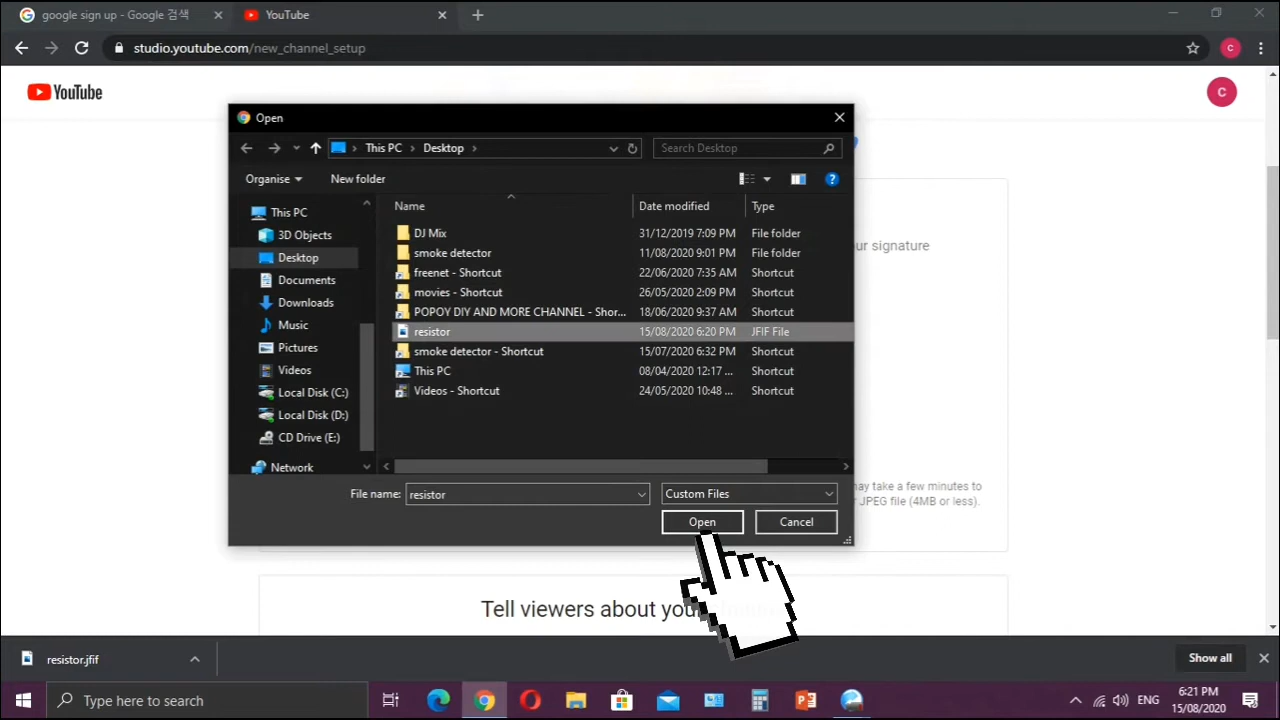 google sign up - Google 검색
YouTube
studio.youtube.com/new_channel_setup
C
YouTube
C
Open
This PC > Desktop >
Search Desktop
Organise
New folder
Name Date modified Type
This PC
3D Objects
Desktop
Documents
Downloads
Music
Pictures
Videos
Local Disk (C:)
Local Disk (D:)
CD Drive (E:)
Network
DJ Mix 31/12/2019 7:09 PM File folder
smoke detector 11/08/2020 9:01 PM File folder
freenet - Shortcut 22/06/2020 7:35 AM Shortcut
movies - Shortcut 26/05/2020 2:09 PM Shortcut
POPOY DIY AND MORE CHANNEL - Shor... 18/06/2020 9:37 AM Shortcut
resistor 15/08/2020 6:20 PM JFIF File
smoke detector - Shortcut 15/07/2020 6:32 PM Shortcut
This PC 08/04/2020 12:17 ... Shortcut
Videos - Shortcut 24/05/2020 10:48 ... Shortcut
File name: resistor
Custom Files
Open
Cancel
signature
may take a few minutes to
JPEG file (4MB or less).
Tell viewers about
resistor.jfif
Show all
Type here to search
ENG
6:21 PM
15/08/2020